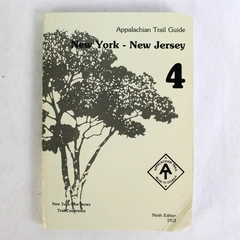 Appalachian Trail Guide
New York - New Jersey
4
New York - New Jersey
Trail Conference
Ninth Edition